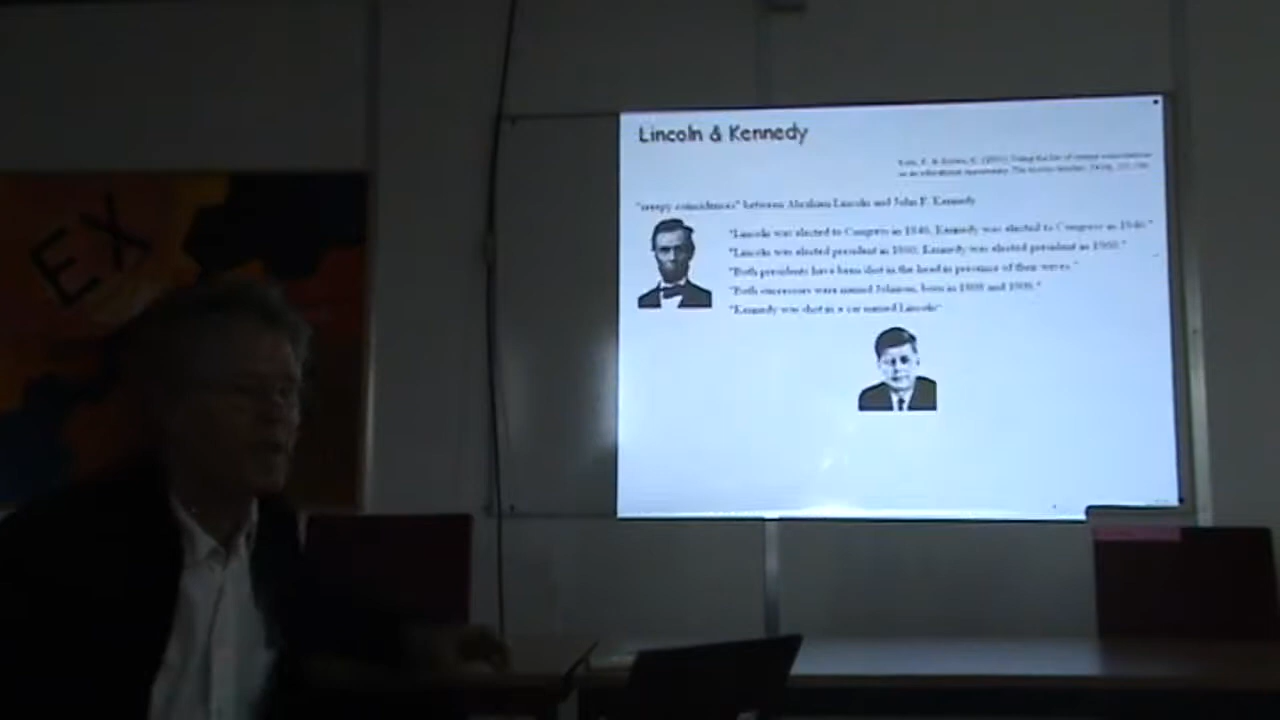 EX
Lincoln & Kennedy
"creepy coincidences" between Abraham Lincoln and John F. Kennedy
"Lincoln was elected to Congress in 1846, Kennedy was elected to Congress in 1946."
"Lincoln was elected president in 1860, Kennedy was elected president in 1960."
"Both presidents have been shot in the head in presence of their wives."
"Both successors were named Johnson, born in 1808 and 1908."
"Kennedy was shot in a car named Lincoln"